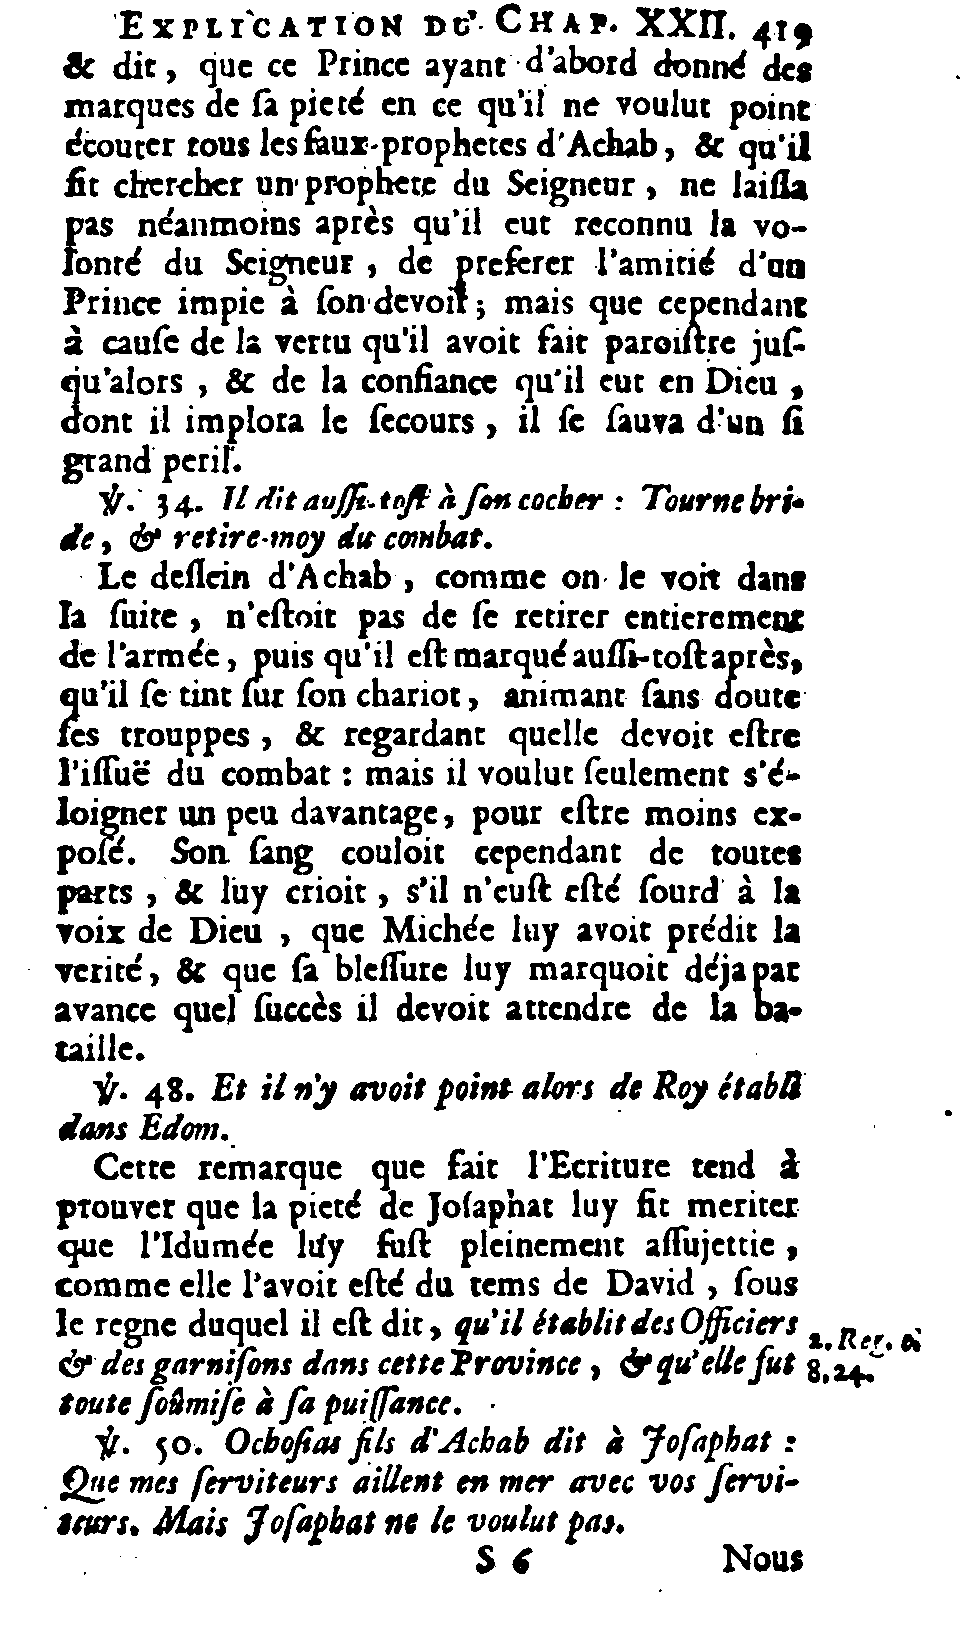 EXPLICATION DU CHAP. XXII. 419
& dit, que ce Prince ayant d'abord donné des
marques de ſa pieté en ce qu'il ne voulut point
écouter tous les faux-prophetes d'Achab, & qu'il
fit chercher un prophete du Seigneur, ne laiſſa
pas néanmoins après qu'il eut reconnu la vo-
lonté du Seigneur, de preferer l'amitié d'un
Prince impie à ſon devoir; mais que cependant
à cauſe de la vertu qu'il avoit fait paroiſtre juſ-
qu'alors, & de la confiance qu'il eut en Dieu,
dont il implora le ſecours, il ſe ſauva d'un ſi
grand peril.
℣. 34. Il dit auſſi-toſt à ſon cocher : Tourne bri-
de, & retire-moy du combat.
Le deſſein d'Achab, comme on le voit dans
la ſuite, n'eſtoit pas de ſe retirer entierement
de l'armée, puis qu'il eſt marqué auſſi-toſt après,
qu'il ſe tint ſur ſon chariot, animant ſans doute
ſes trouppes, & regardant quelle devoit eſtre
l'iſſuë du combat : mais il voulut ſeulement s'é-
loigner un peu davantage, pour eſtre moins ex-
poſé. Son ſang couloit cependant de toutes
parts, & luy crioit, s'il n'euſt eſté ſourd à la
voix de Dieu, que Michée luy avoit prédit la
verité, & que ſa bleſſure luy marquoit déja par
avance quel ſuccès il devoit attendre de la ba-
taille.
℣. 48. Et il n'y avoit point alors de Roy établi
dans Edom.
Cette remarque que fait l'Ecriture tend à
prouver que la pieté de Joſaphat luy fit meriter
que l'Idumée luy fuſt pleinement aſſujettie,
comme elle l'avoit eſté du tems de David, ſous
le regne duquel il eſt dit, qu'il établit des Officiers
& des garniſons dans cette Province, & qu'elle fut
toute ſoûmiſe à ſa puiſſance.
2. Reg. c.
8.24.
℣. 50. Ochoſias fils d'Achab dit à Joſaphat :
Que mes ſerviteurs aillent en mer avec vos ſervi-
teurs. Mais Joſaphat ne le voulut pas.
S 6 Nous